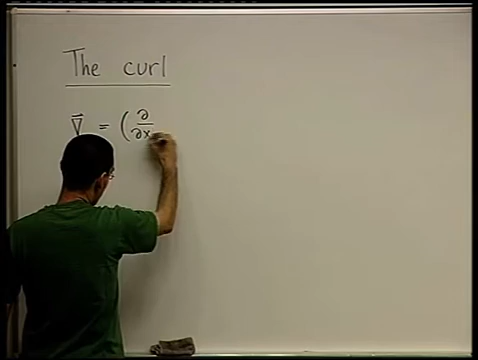 The curl
∇⃗ = (∂/∂x